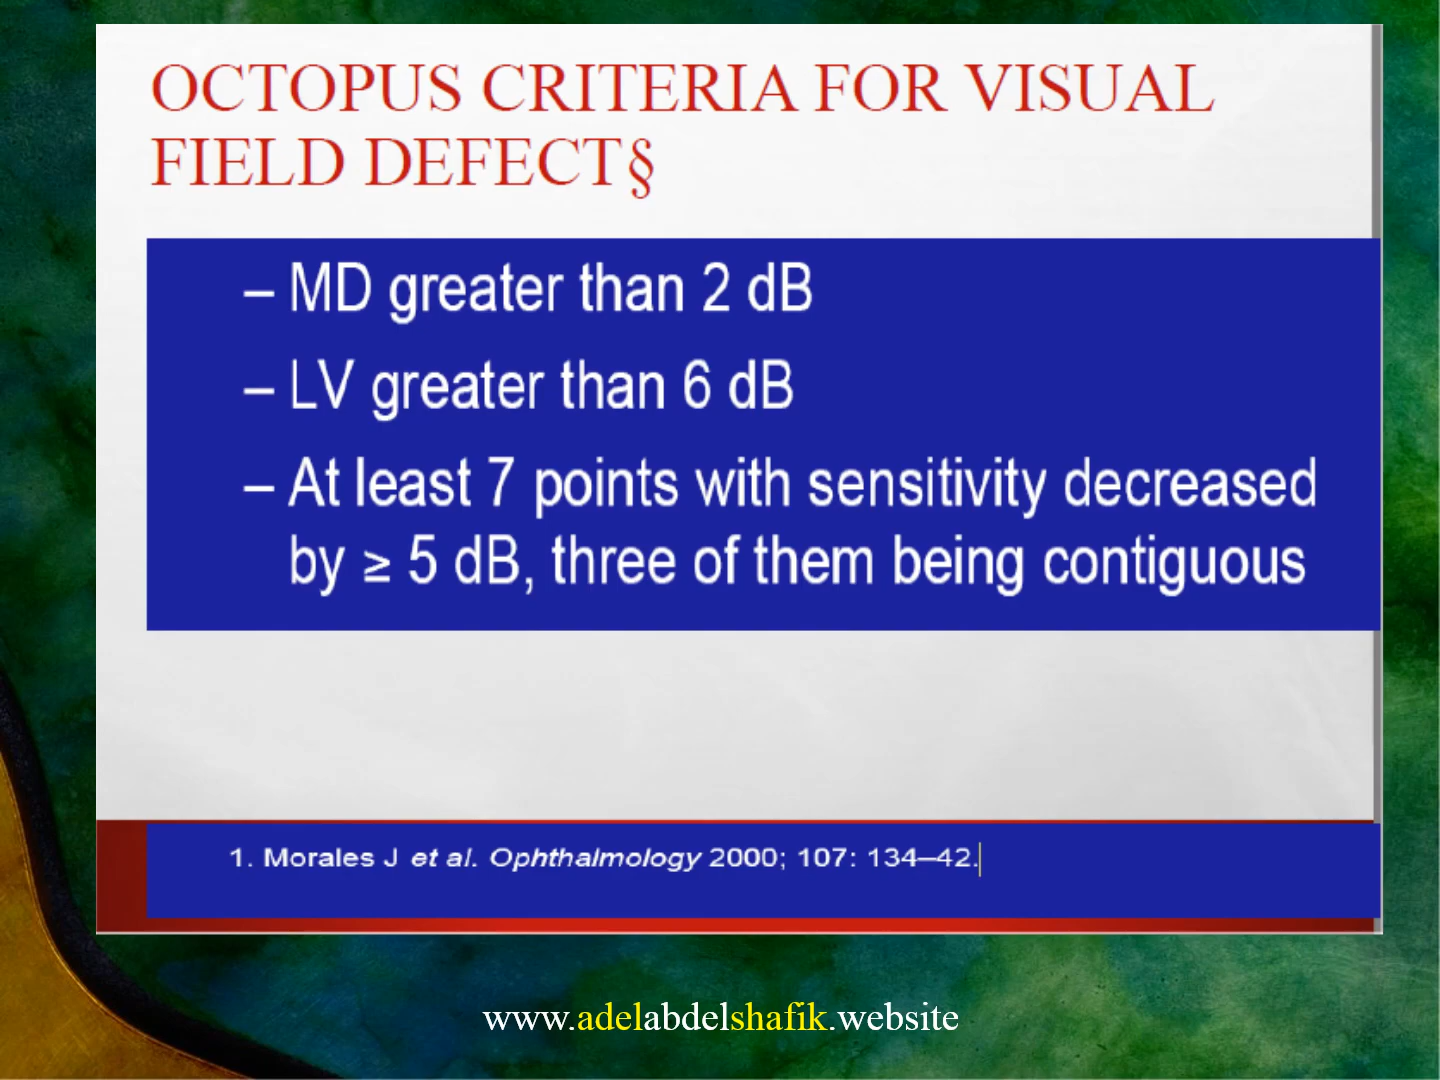 OCTOPUS CRITERIA FOR VISUAL
FIELD DEFECT§
– MD greater than 2 dB
– LV greater than 6 dB
– At least 7 points with sensitivity decreased
by ≥ 5 dB, three of them being contiguous
1. Morales J et al. Ophthalmology 2000; 107: 134–42.
www.adelabdelshafik.website